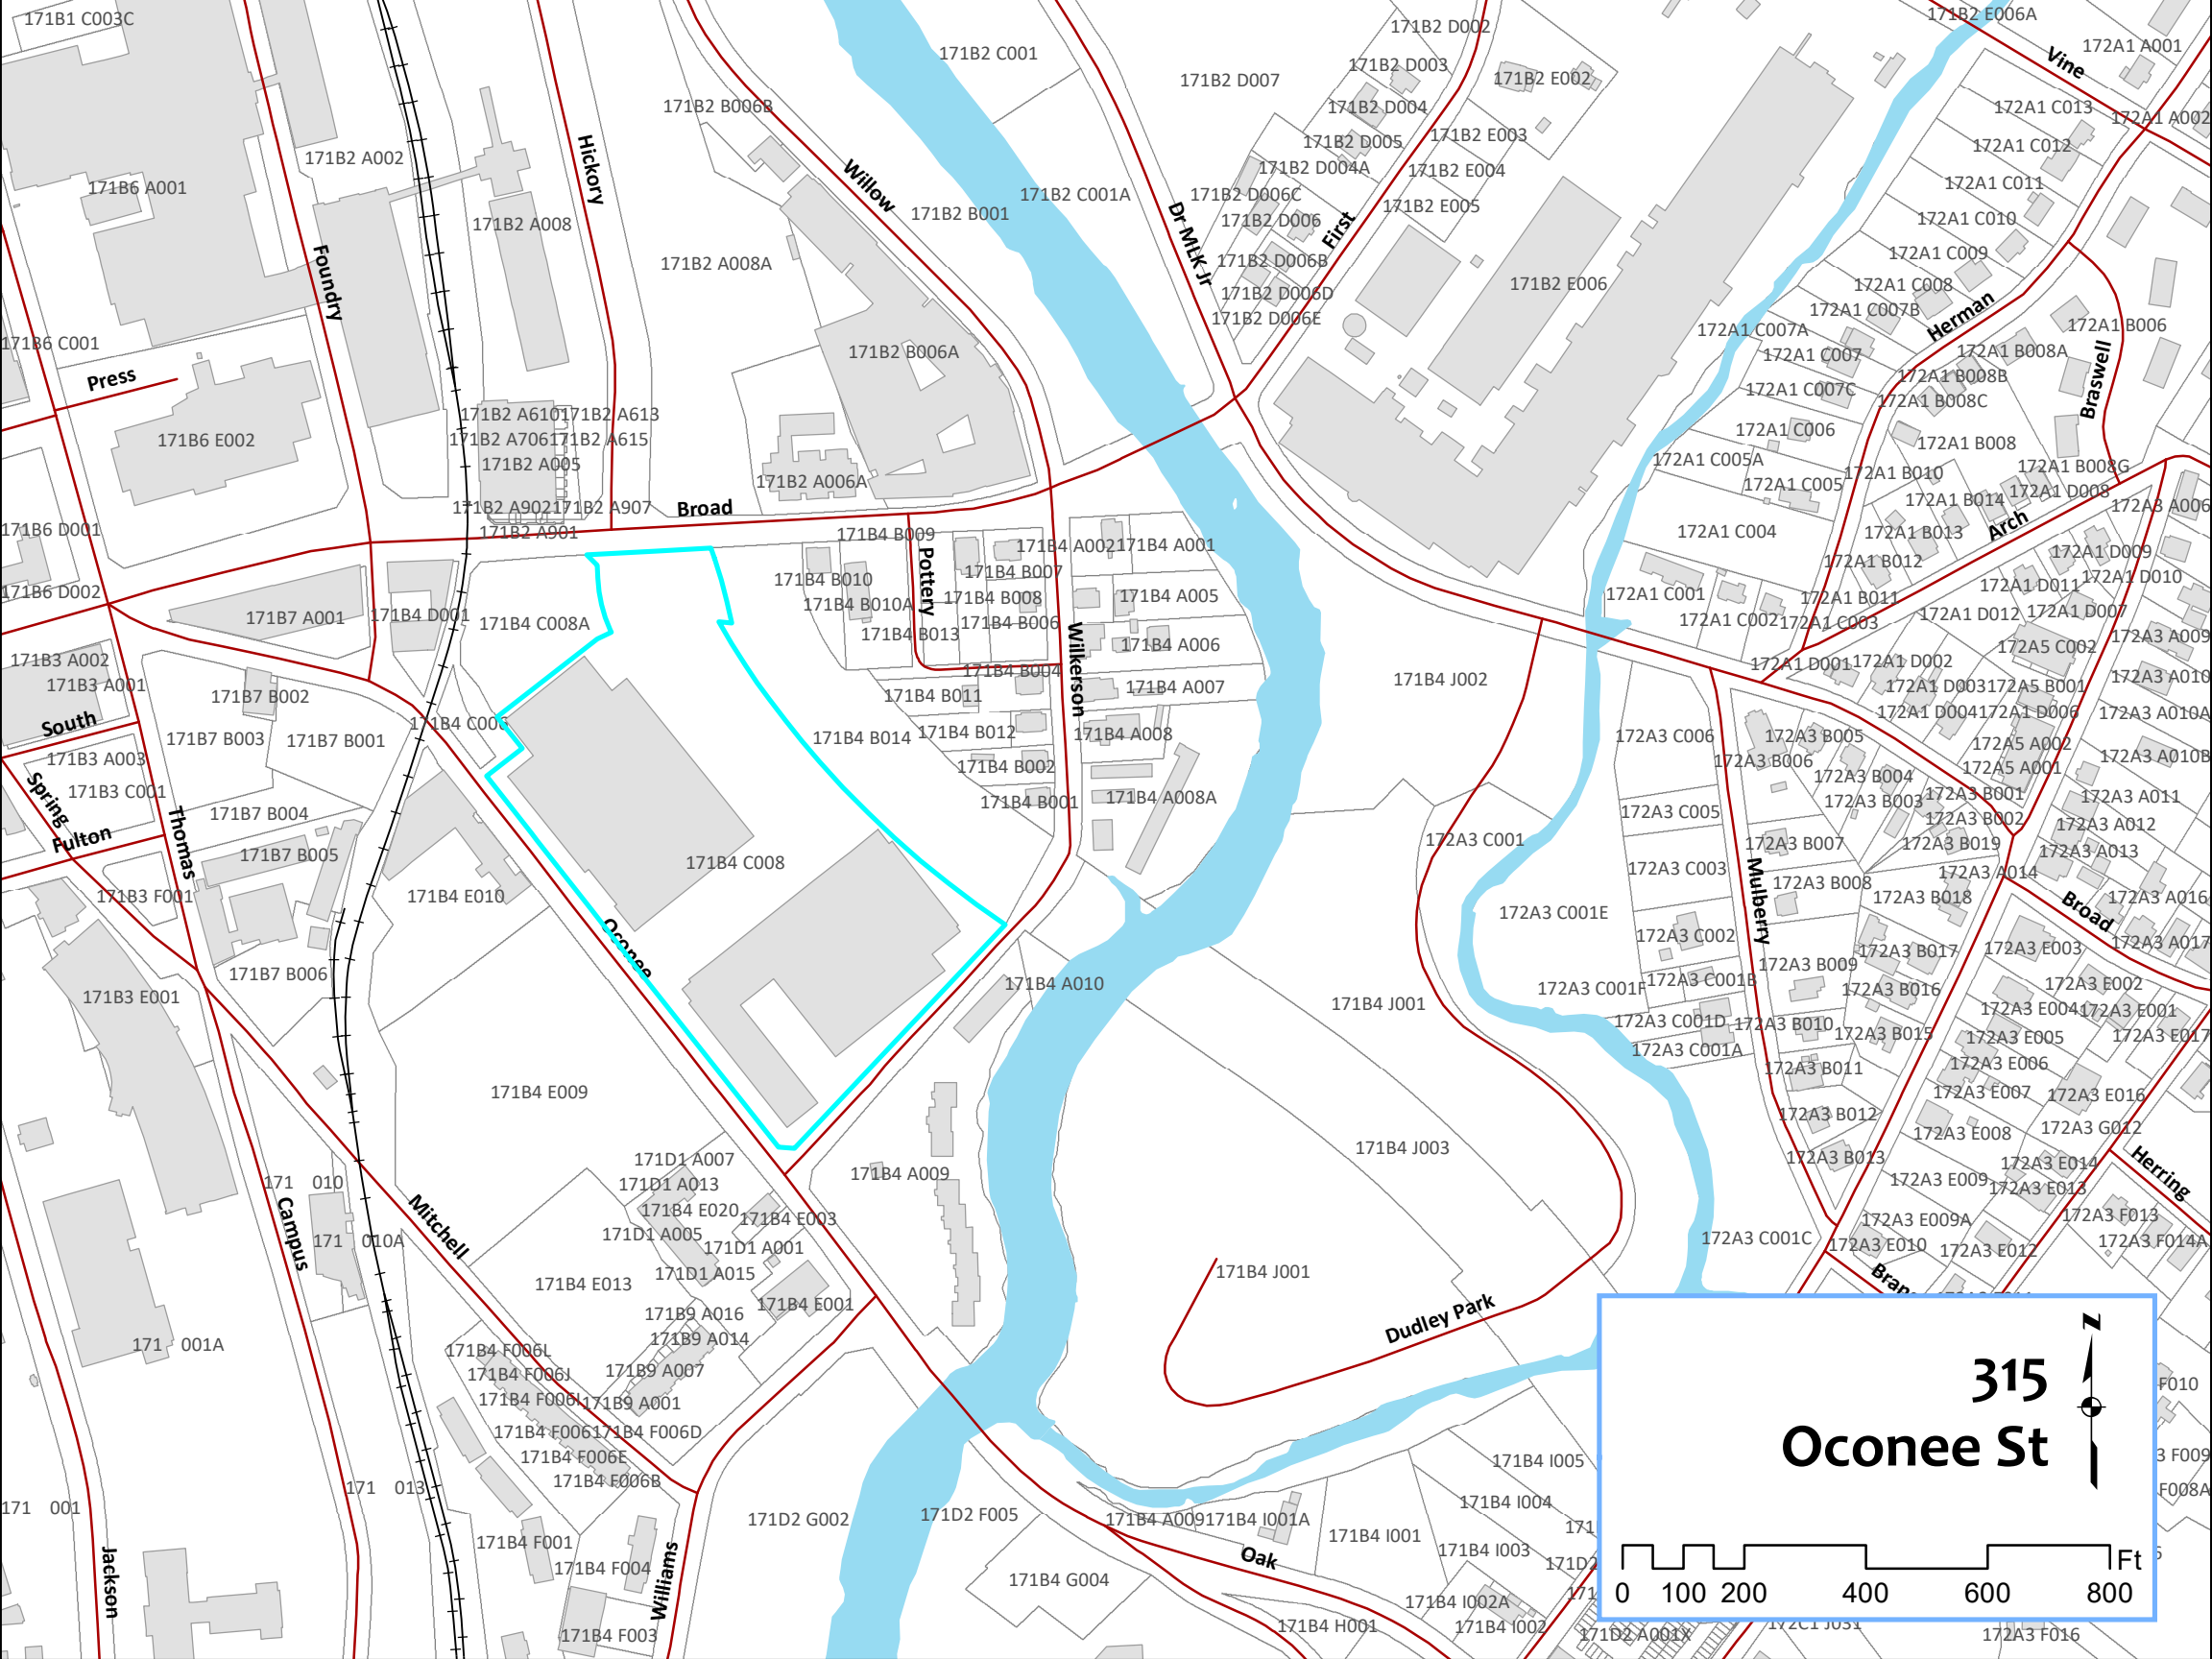 171B1 C003C
171B2 C001
171B2 D002
171B2 E006A
172A1 A001
Vine
171B2 D003
171B2 D007
171B2 E002
171B2 B006B
171B2 D004
172A1 C013
172A1 A002
171B2 D005
171B2 E003
172A1 C012
171B2 A002
Hickory
171B2 D004A
171B2 E004
172A1 C011
171B6 A001
Willow
171B2 C001A
171B2 D006C
171B2 E005
171B2 B001
171B2 D006
172A1 C010
171B2 A008
Dr MLK Jr
First
172A1 C009
171B2 A008A
171B2 D006B
Foundry
171B2 E006
172A1 C008
171B2 D006D
171B2 D006E
172A1 C007B
Herman
172A1 C007A
172A1 B006
171B6 C001
171B2 B006A
172A1 C007
172A1 B008A
Press
172A1 B008B
Braswell
172A1 C007C
172A1 B008C
171B2 A610
171B2 A613
171B6 E002
171B2 A706
171B2 A615
172A1 C006
172A1 B008
171B2 A005
172A1 C005A
172A1 B010
172A1 B008G
171B2 A006A
172A1 C005
172A1 B014
172A1 D008
171B2 A902
171B2 A907
Broad
172A3 A006
171B6 D001
171B2 A901
171B4 B009
172A1 C004
172A1 B013
Arch
171B4 A002
171B4 A001
172A1 D009
172A1 B012
171B4 B010
Pottery
171B4 B007
172A1 D011
172A1 D010
171B6 D002
171B4 B010A
171B4 B008
171B4 A005
172A1 C001
172A1 B011
171B7 A001
171B4 D001
171B4 C008A
171B4 B006
172A1 C002
172A1 C003
172A1 D012
172A1 D007
171B4 B013
171B4 A006
172A3 A009
172A5 C002
171B3 A002
171B4 B004
Wilkerson
172A1 D001
172A1 D002
171B3 A001
171B7 B002
171B4 B011
171B4 A007
171B4 J002
172A1 D003
172A5 B001
172A3 A010
South
171B4 C006
172A1 D004
172A1 D006
172A3 A010A
171B7 B003
171B7 B001
171B4 B014
171B4 B012
171B4 A008
172A3 C006
172A3 B005
172A5 A002
171B3 A003
171B4 B002
172A3 B006
172A5 A001
172A3 A010B
Spring
171B3 C001
171B4 B001
171B4 A008A
172A3 B004
172A3 B001
172A3 A011
171B7 B004
172A3 C005
172A3 B003
172A3 B002
172A3 A012
Fulton
Thomas
171B7 B005
171B4 C008
172A3 C001
172A3 B007
172A3 B019
172A3 A013
172A3 C003
172A3 B008
172A3 A014
171B3 F001
171B4 E010
Mulberry
172A3 B018
172A3 A016
172A3 C001E
Broad
Oconee
172A3 C002
172A3 B017
172A3 E003
172A3 A017
171B7 B006
171B4 A010
172A3 B009
172A3 C001F
172A3 C001B
172A3 B016
172A3 E002
171B3 E001
171B4 J001
172A3 E004
172A3 E001
172A3 C001D
172A3 B010
172A3 B015
172A3 E005
172A3 E017
172A3 C001A
172A3 E006
171B4 E009
172A3 B011
172A3 E007
172A3 E016
172A3 B012
172A3 E008
172A3 G012
171D1 A007
171B4 A009
171B4 J003
172A3 B013
172A3 E014
Herring
171 010
171D1 A013
172A3 E009
172A3 E013
171B4 E020
171B4 E003
172A3 E009A
172A3 F013
Campus
171 010A
Mitchell
171D1 A005
171D1 A001
172A3 C001C
172A3 E010
172A3 E012
172A3 F014A
171D1 A015
171B4 E013
171B4 J001
171B4 E001
171B9 A016
Dudley Park
171 001A
171B4 F006L
171B9 A014
171B4 F006J
171B9 A007
F010
171B4 F006I
171B9 A001
171B4 F006
171B4 F006D
171B4 F006E
171B4 I005
3 F009
171 013
171B4 F006B
F008A
171 001
171D2 G002
171D2 F005
171B4 A009
171B4 I001A
171B4 I004
171B4 F001
171B4 I001
171
171B4 I003
Jackson
171B4 F004
Williams
Oak
171D2
171B4 G004
171
171B4 I002A
171B4 F003
171B4 H001
171B4 I002
171D2 A001X
172C1 J031
172A3 F016
N
315
Oconee St
Ft
0 100 200 400 600 800